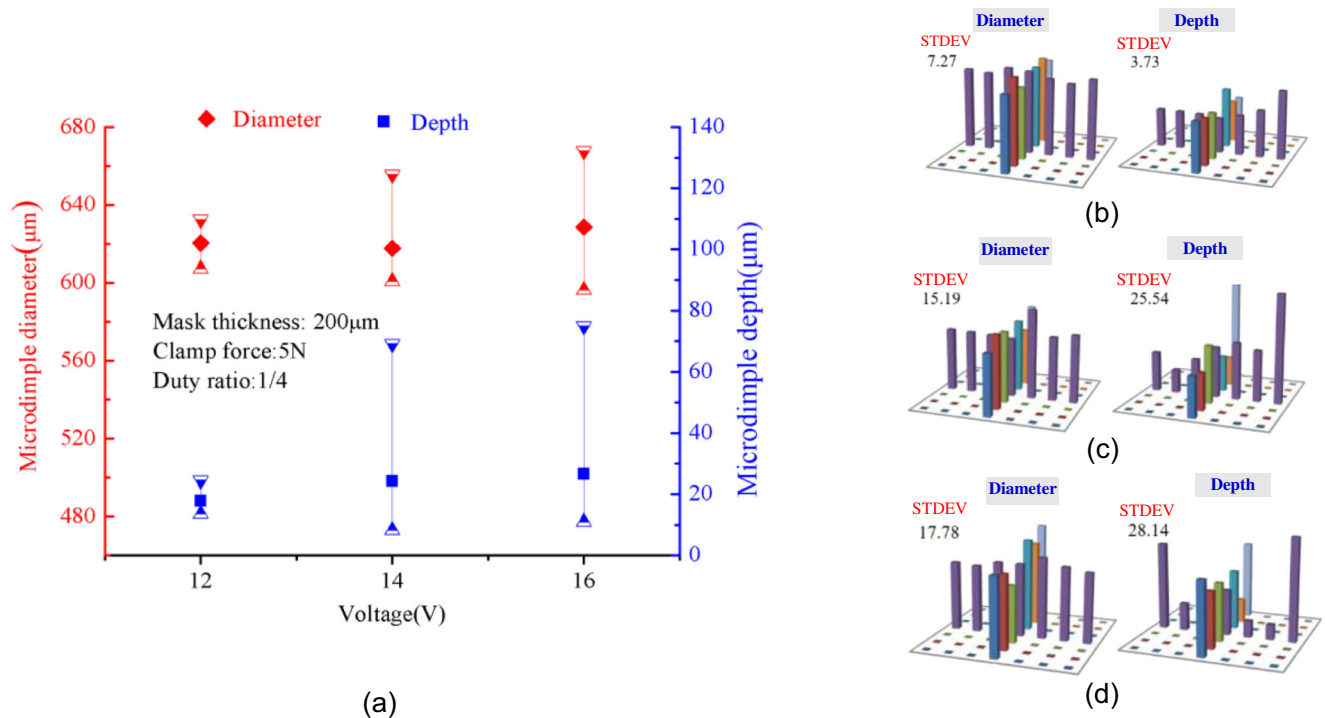 Diameter
Depth
680
640
600
560
520
480
Microdimple diameter(μm)
140
120
100
80
60
40
20
0
Microdimple depth(μm)
Mask thickness: 200μm
Clamp force:5N
Duty ratio:1/4
12
14
16
Voltage(V)
(a)
Diameter
Depth
STDEV
7.27
STDEV
3.73
(b)
Diameter
Depth
STDEV
15.19
STDEV
25.54
(c)
Diameter
Depth
STDEV
17.78
STDEV
28.14
(d)